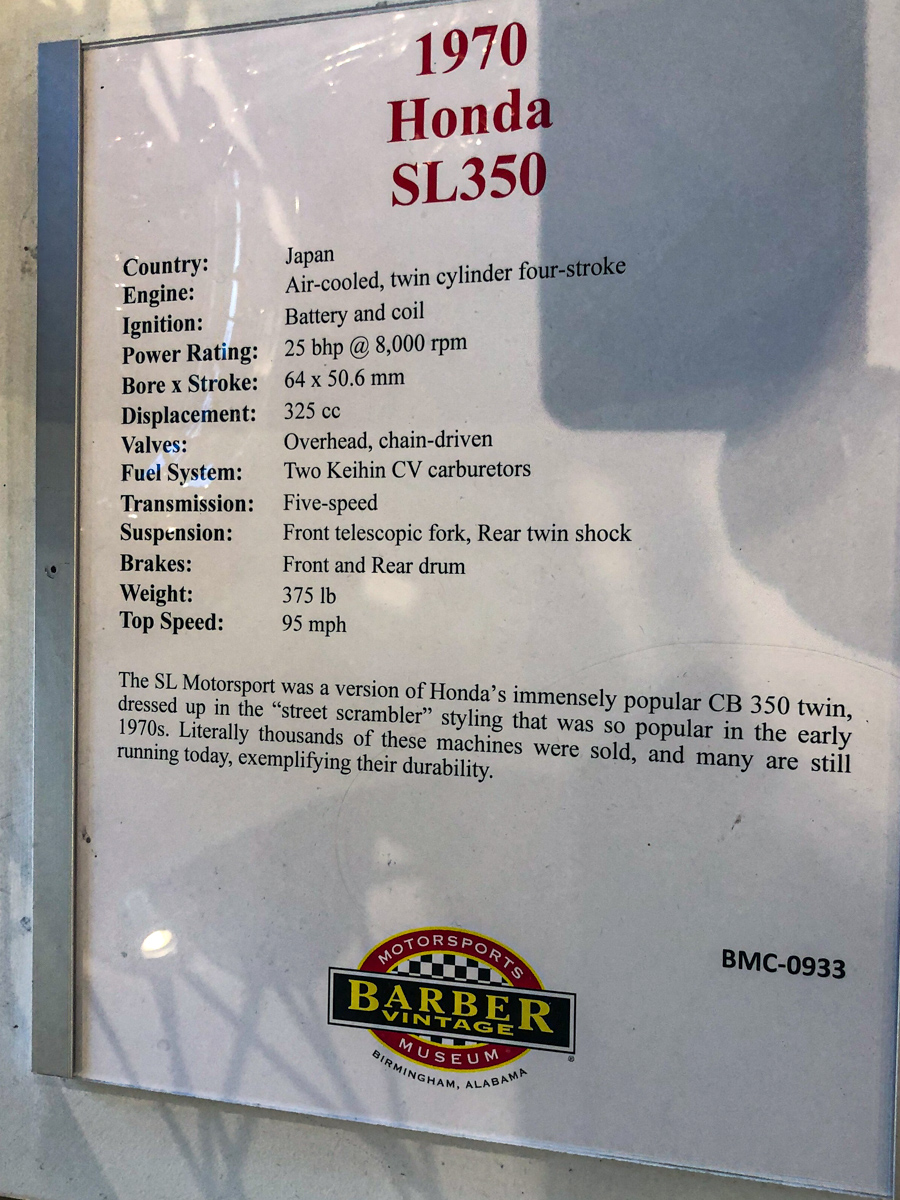 1970
Honda
SL350
Country: Japan
Engine: Air-cooled, twin cylinder four-stroke
Ignition: Battery and coil
Power Rating: 25 bhp @ 8,000 rpm
Bore x Stroke: 64 x 50.6 mm
Displacement: 325 cc
Valves: Overhead, chain-driven
Fuel System: Two Keihin CV carburetors
Transmission: Five-speed
Suspension: Front telescopic fork, Rear twin shock
Brakes: Front and Rear drum
Weight: 375 lb
Top Speed: 95 mph
The SL Motorsport was a version of Honda's immensely popular CB 350 twin,
dressed up in the “street scrambler” styling that was so popular in the early
1970s. Literally thousands of these machines were sold, and many are still
running today, exemplifying their durability.
BMC-0933
MOTORSPORTS
BARBER
VINTAGE
MUSEUM
®
BIRMINGHAM, ALABAMA